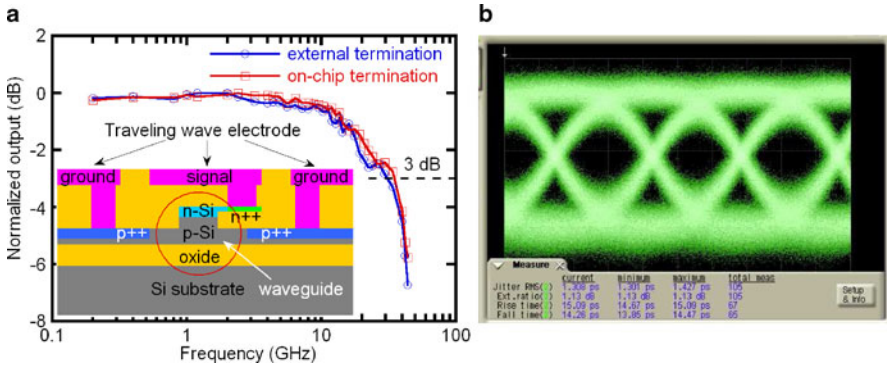 a
2
0
-2
-4
-6
-8
Normalized output (dB)
external termination
on-chip termination
Traveling wave electrode
3 dB
ground
signal
ground
n-Si
n++
p++
p-Si
p++
oxide
waveguide
Si substrate
0.1
1
10
100
Frequency (GHz)
b
Measure
current minimum maximum total meas
Jitter RMS( ) 1.308 ps 1.301 ps 1.427 ps 105
Ext.ratio( ) 1.13 dB 1.13 dB 1.13 dB 105
Rise time( ) 15.09 ps 14.67 ps 15.09 ps 67
Fall time( ) 14.26 ps 13.85 ps 14.47 ps 65
Setup
& Info